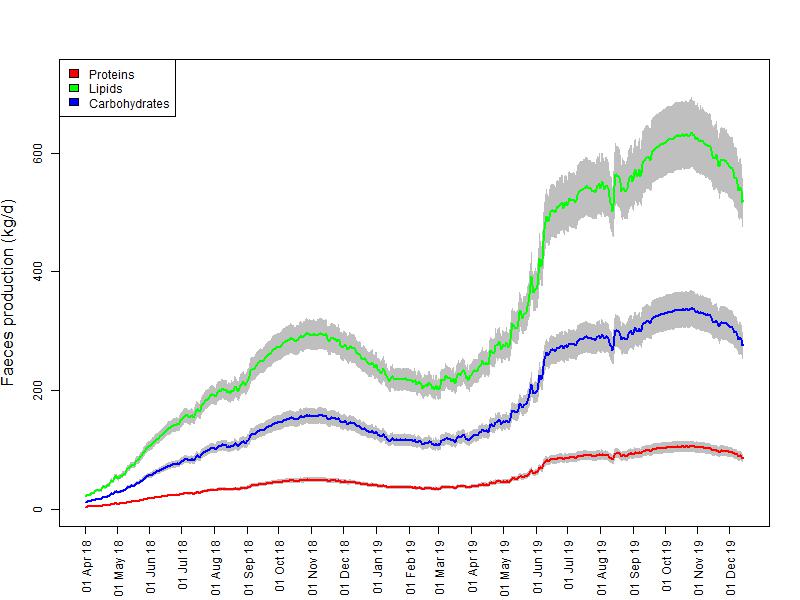 Proteins
Lipids
Carbohydrates
Faeces production (kg/d)
600
400
200
0
01 Apr 18
01 May 18
01 Jun 18
01 Jul 18
01 Aug 18
01 Sep 18
01 Oct 18
01 Nov 18
01 Dec 18
01 Jan 19
01 Feb 19
01 Mar 19
01 Apr 19
01 May 19
01 Jun 19
01 Jul 19
01 Aug 19
01 Sep 19
01 Oct 19
01 Nov 19
01 Dec 19